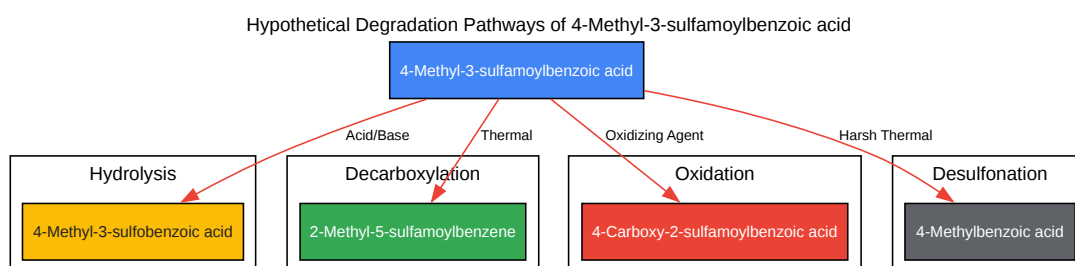 Hypothetical Degradation Pathways of 4-Methyl-3-sulfamoylbenzoic acid
4-Methyl-3-sulfamoylbenzoic acid
Acid/Base
Thermal
Oxidizing Agent
Harsh Thermal
Hydrolysis
Decarboxylation
Oxidation
Desulfonation
4-Methyl-3-sulfobenzoic acid
2-Methyl-5-sulfamoylbenzene
4-Carboxy-2-sulfamoylbenzoic acid
4-Methylbenzoic acid